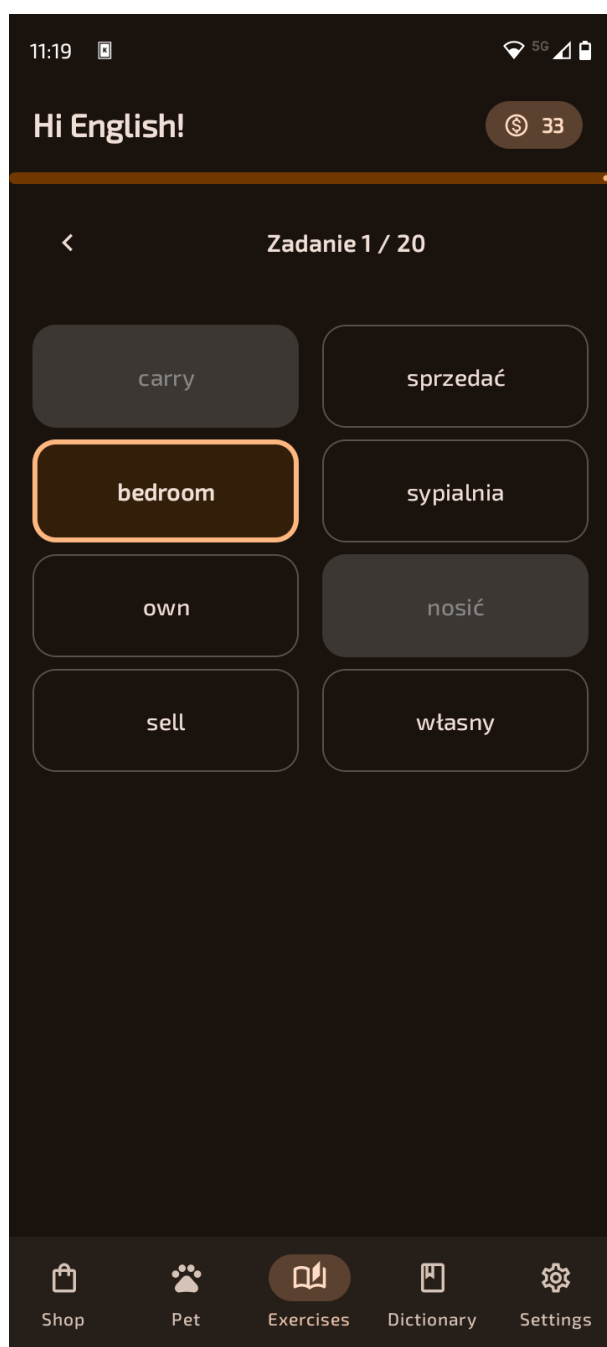 11:19
5G
Hi English!
33
Zadanie 1 / 20
carry sprzedać
bedroom sypialnia
own nosić
sell własny
Shop Pet Exercises Dictionary Settings